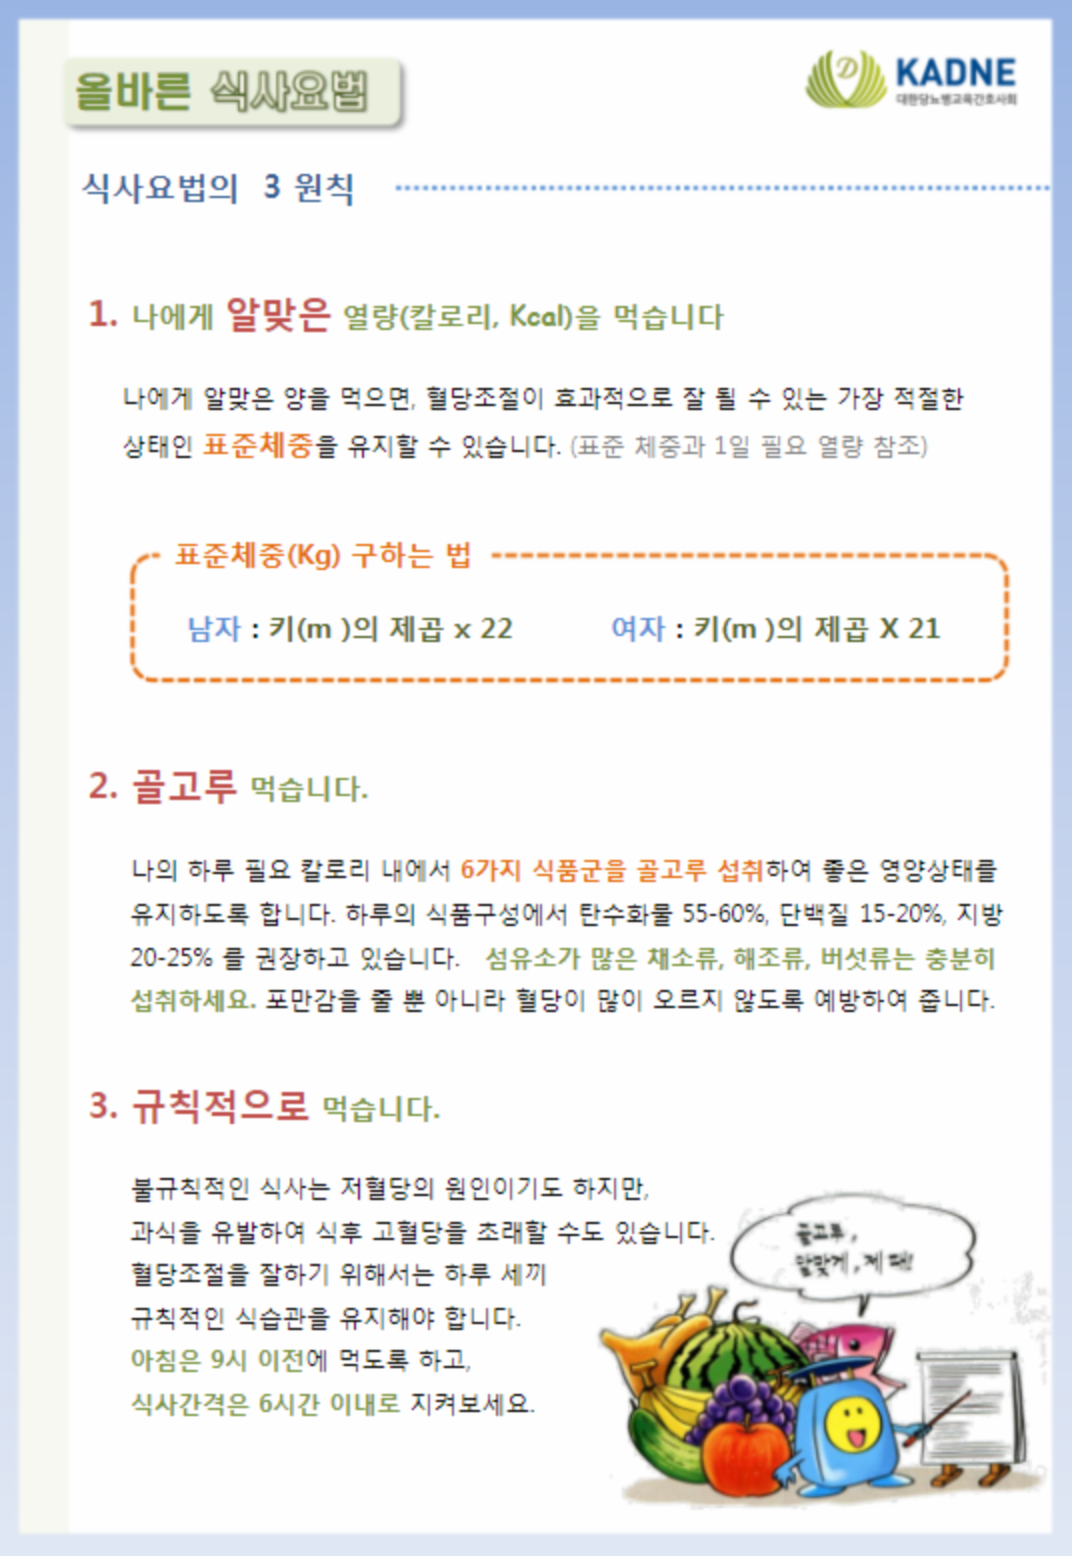 올바른 식사요법
KADNE
대한당뇨병교육간호사회
식사요법의 3 원칙
1. 나에게 알맞은 열량(칼로리, Kcal)을 먹습니다
나에게 알맞은 양을 먹으면, 혈당조절이 효과적으로 잘 될 수 있는 가장 적절한
상태인 표준체중을 유지할 수 있습니다. (표준 체중과 1일 필요 열량 참조)
표준체중(Kg) 구하는 법
남자 : 키(m )의 제곱 x 22 여자 : 키(m )의 제곱 X 21
2. 골고루 먹습니다.
나의 하루 필요 칼로리 내에서 6가지 식품군을 골고루 섭취하여 좋은 영양상태를
유지하도록 합니다. 하루의 식품구성에서 탄수화물 55-60%, 단백질 15-20%, 지방
20-25% 를 권장하고 있습니다. 섬유소가 많은 채소류, 해조류, 버섯류는 충분히
섭취하세요. 포만감을 줄 뿐 아니라 혈당이 많이 오르지 않도록 예방하여 줍니다.
3. 규칙적으로 먹습니다.
불규칙적인 식사는 저혈당의 원인이기도 하지만,
과식을 유발하여 식후 고혈당을 초래할 수도 있습니다.
혈당조절을 잘하기 위해서는 하루 세끼
규칙적인 식습관을 유지해야 합니다.
아침은 9시 이전에 먹도록 하고,
식사간격은 6시간 이내로 지켜보세요.
골고루,
알맞게, 제 때!